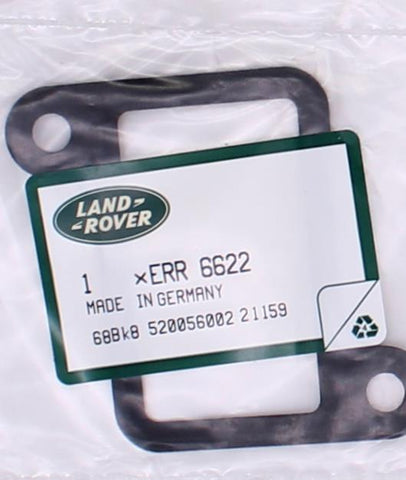 LAND
ROVER
1 ×ERR 6622
MADE IN GERMANY
68Bk8 520056002 21159